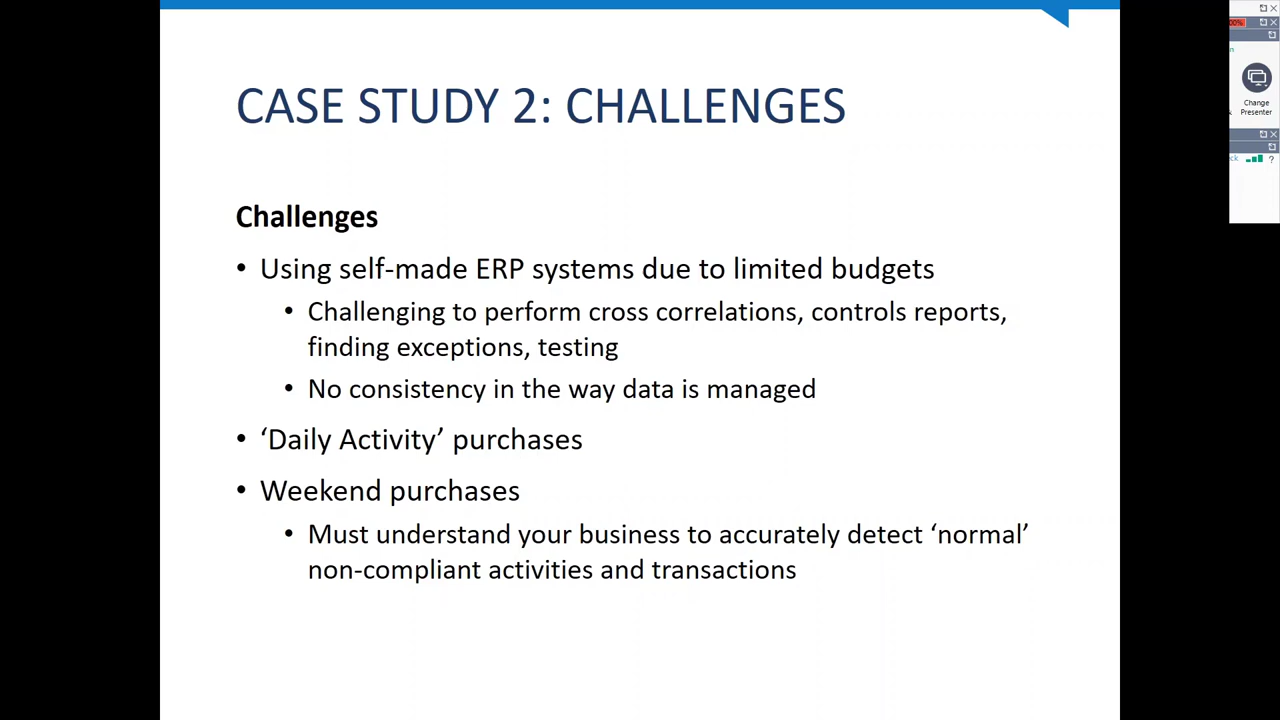 CASE STUDY 2: CHALLENGES
Challenges
• Using self-made ERP systems due to limited budgets
• Challenging to perform cross correlations, controls reports,
finding exceptions, testing
• No consistency in the way data is managed
• ‘Daily Activity’ purchases
• Weekend purchases
• Must understand your business to accurately detect ‘normal’
non-compliant activities and transactions
Change
Presenter
?